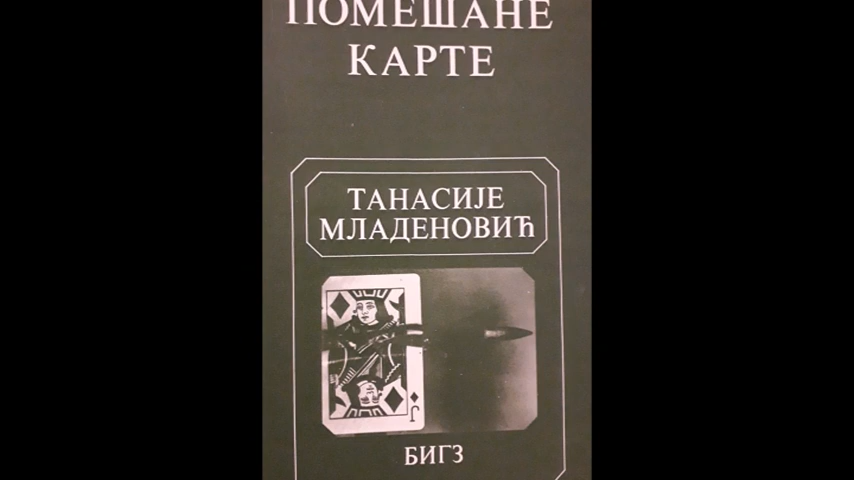 ПОМЕШАНЕ
КАРТЕ
ТАНАСИЈЕ
МЛАДЕНОВИЋ
J
БИГЗ